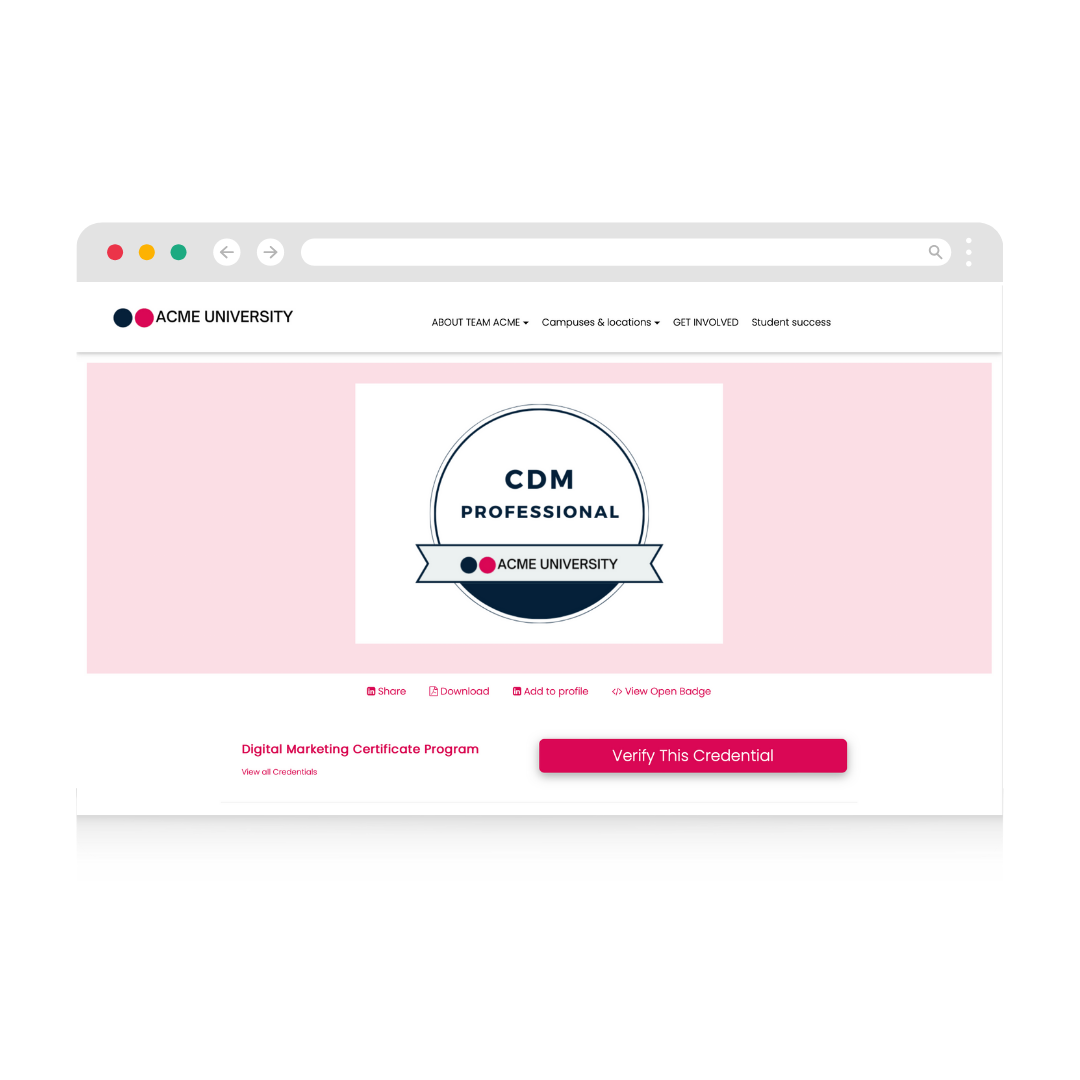 ACME UNIVERSITY
ABOUT TEAM ACME Campuses & locations GET INVOLVED Student success
CDM
PROFESSIONAL
ACME UNIVERSITY
Share Download Add to profile </> View Open Badge
Digital Marketing Certificate Program
Verify This Credential
View all Credentials